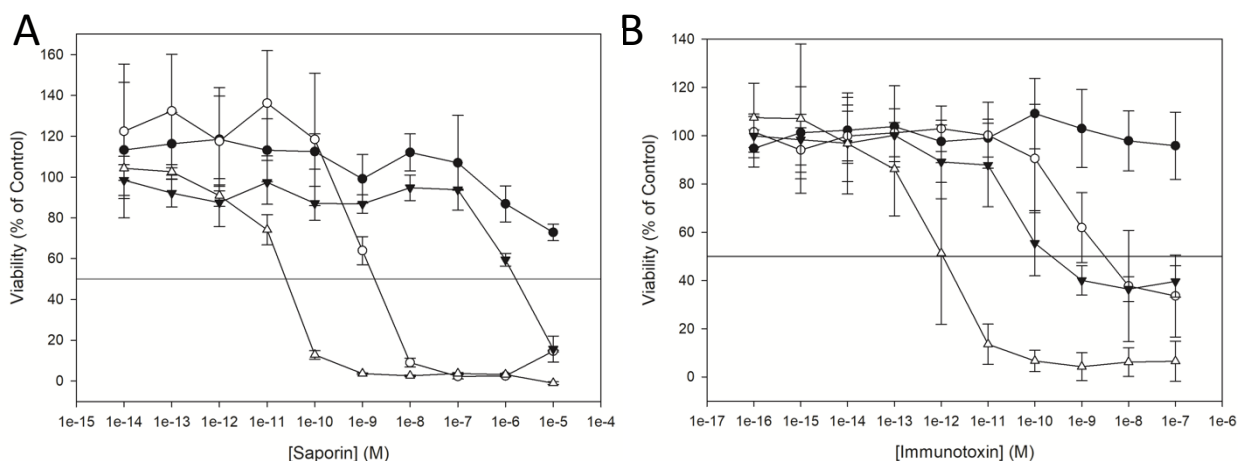 A
B
Viability (% of Control)
160
140
120
100
80
60
40
20
0
1e-15 1e-14 1e-13 1e-12 1e-11 1e-10 1e-9 1e-8 1e-7 1e-6 1e-5 1e-4
[Saporin] (M)
Viability (% of Control)
140
120
100
80
60
40
20
0
1e-17 1e-16 1e-15 1e-14 1e-13 1e-12 1e-11 1e-10 1e-9 1e-8 1e-7 1e-6
[Immunotoxin] (M)